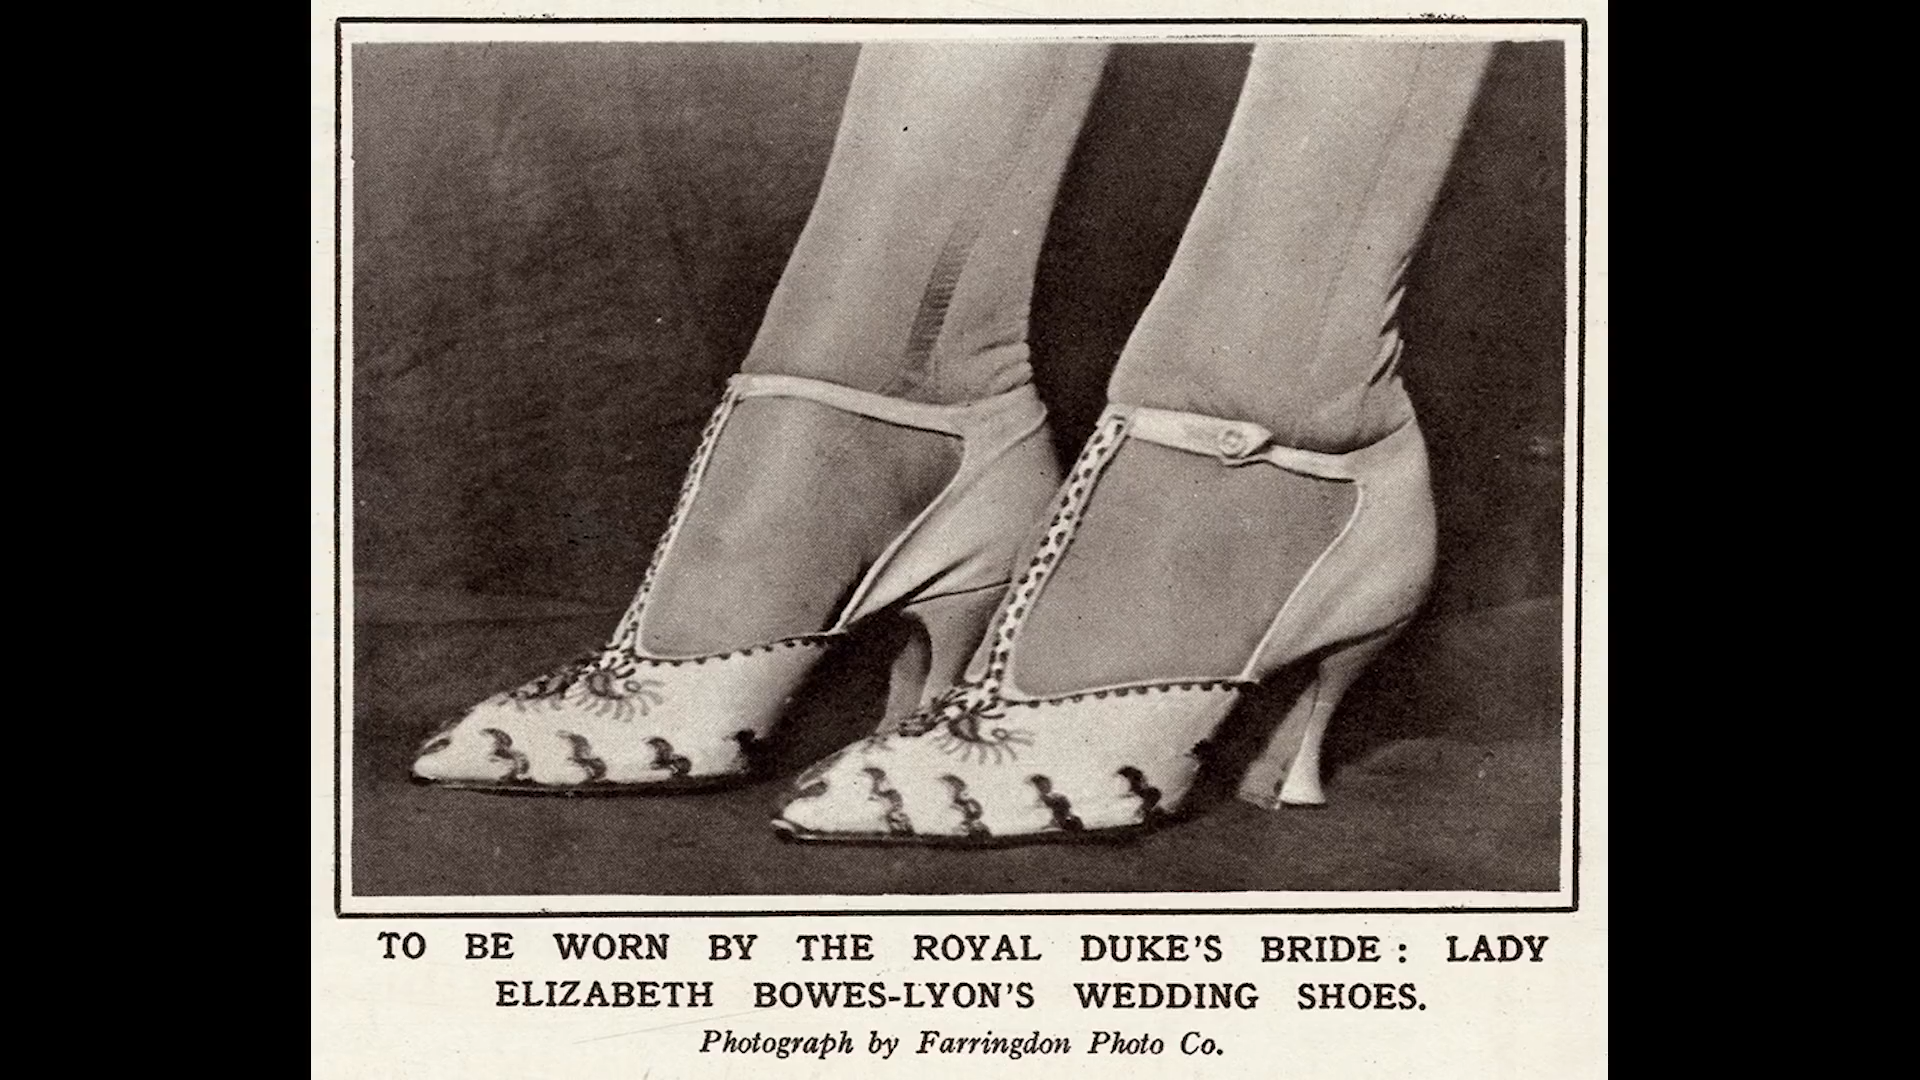 TO BE WORN BY THE ROYAL DUKE'S BRIDE: LADY
ELIZABETH BOWES-LYON'S WEDDING SHOES.
Photograph by Farringdon Photo Co.